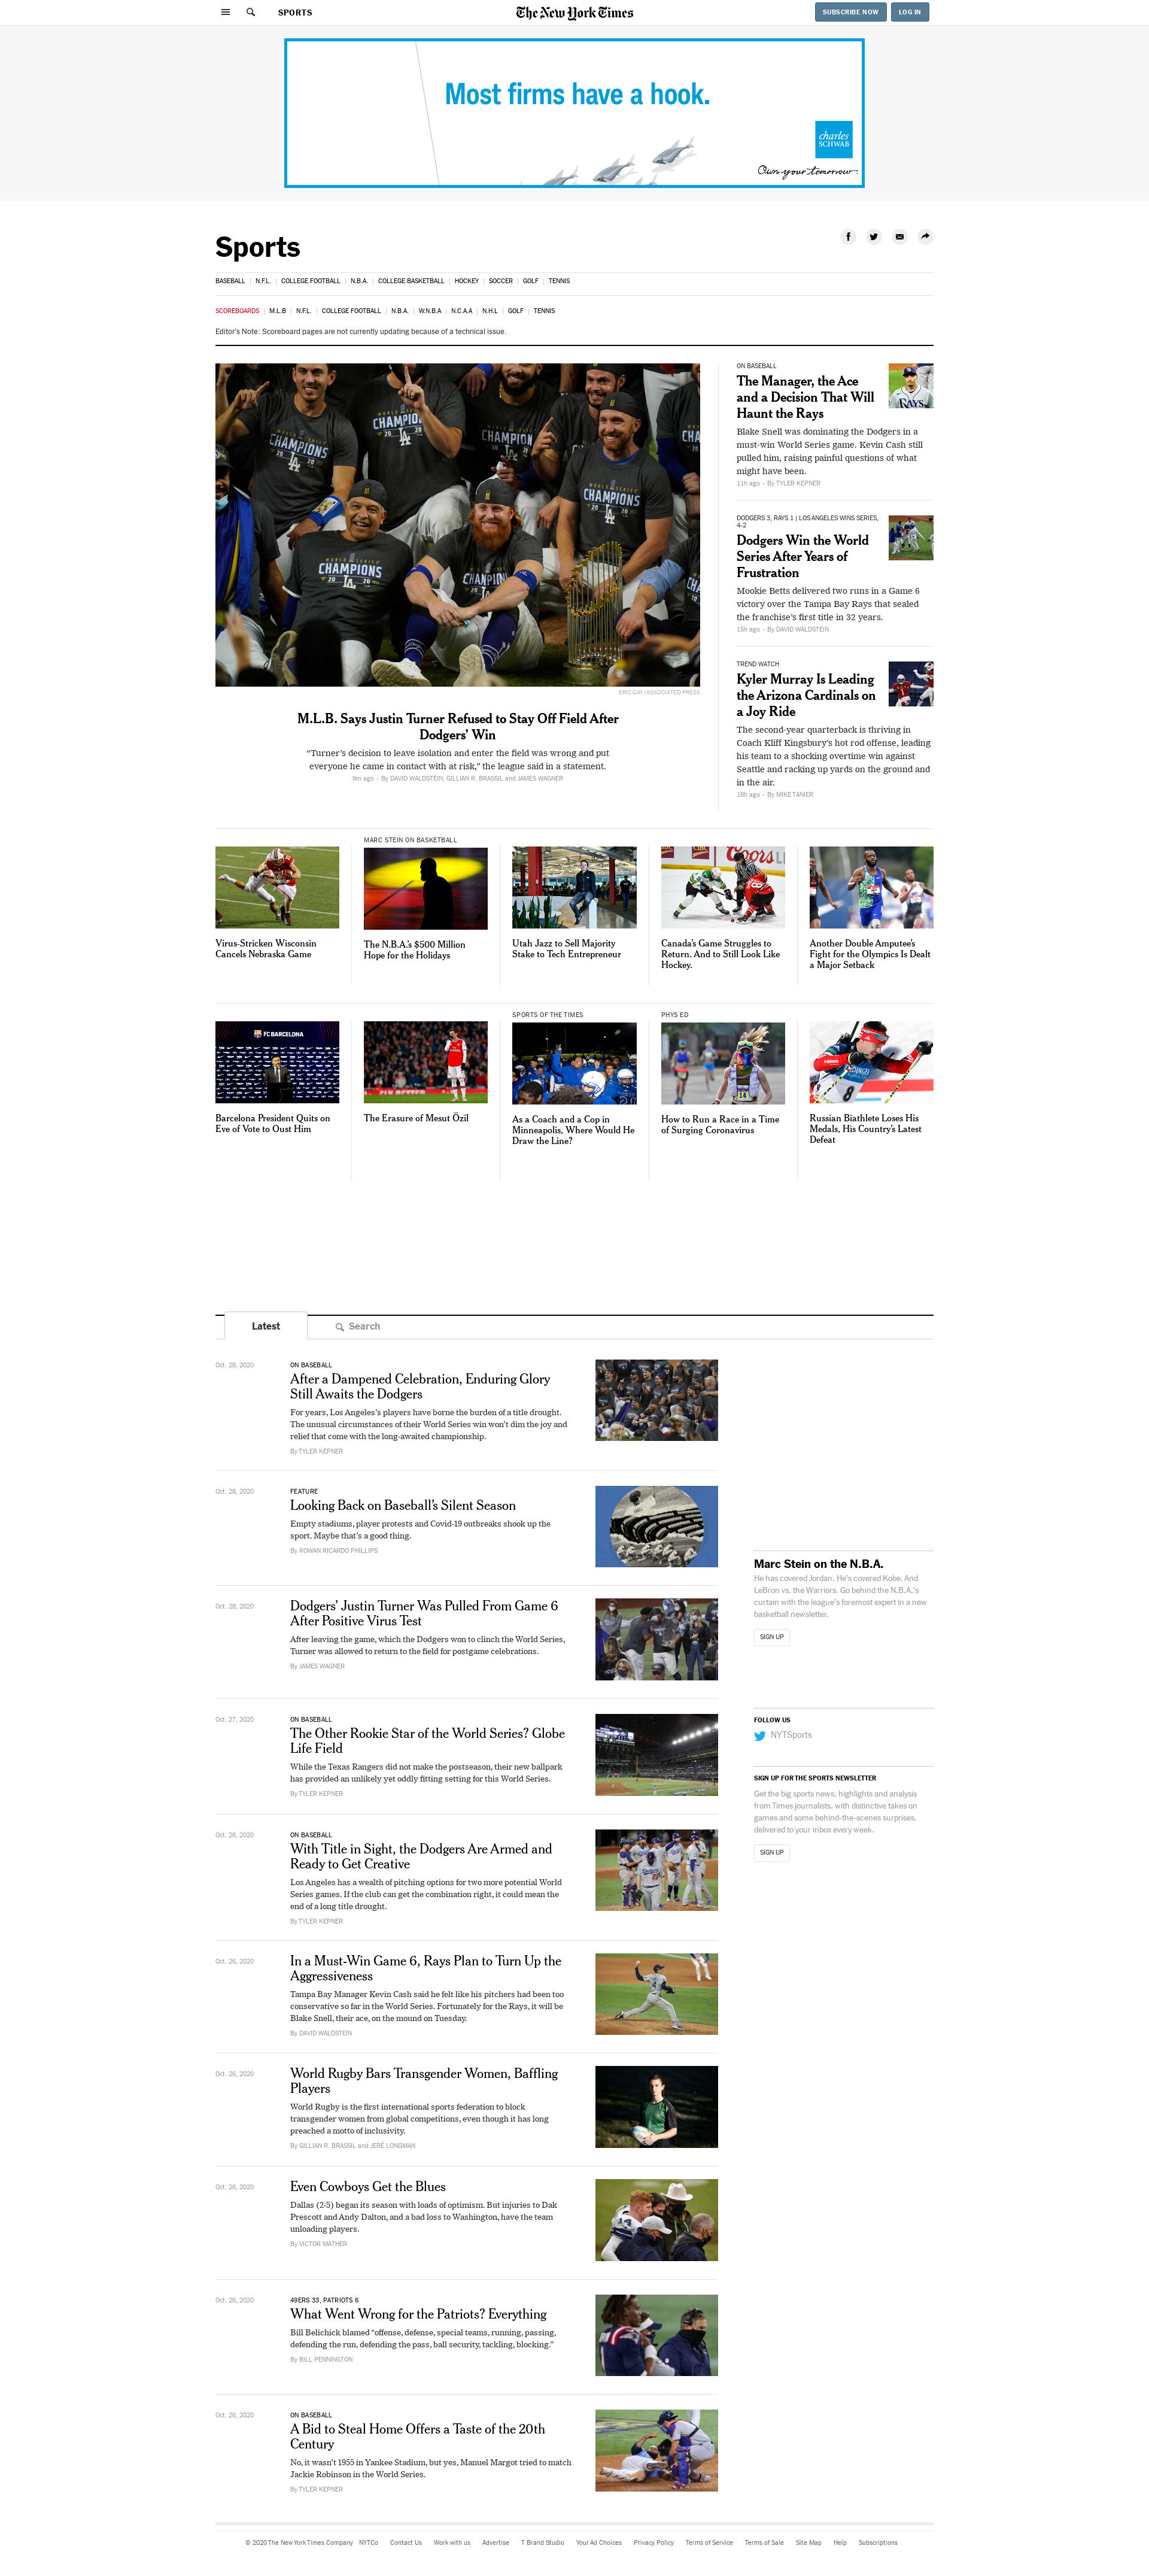 SPORTS
The New York Times
SUBSCRIBE NOW
LOG IN
Most firms have a hook.
charles
SCHWAB
Own your tomorrow
Sports
BASEBALL | N.F.L. | COLLEGE FOOTBALL | N.B.A. | COLLEGE BASKETBALL | HOCKEY | SOCCER | GOLF | TENNIS
SCOREBOARDS | M.L.B | N.F.L. | COLLEGE FOOTBALL | N.B.A. | W.N.B.A | N.C.A.A | N.H.L | GOLF | TENNIS
Editor's Note: Scoreboard pages are not currently updating because of a technical issue.
CHAMPIONS
CHAMPIONS
CHAMPIONS
CHAMPIONS
LA
ERIC GAY/ASSOCIATED PRESS
M.L.B. Says Justin Turner Refused to Stay Off Field After
Dodgers’ Win
“Turner’s decision to leave isolation and enter the field was wrong and put
everyone he came in contact with at risk,” the league said in a statement.
9m ago • By DAVID WALDSTEIN, GILLIAN R. BRASSIL and JAMES WAGNER
ON BASEBALL
The Manager, the Ace
and a Decision That Will
Haunt the Rays
RAYS
Blake Snell was dominating the Dodgers in a
must-win World Series game. Kevin Cash still
pulled him, raising painful questions of what
might have been.
11h ago • By TYLER KEPNER
DODGERS 3, RAYS 1 | LOS ANGELES WINS SERIES,
4-2
Dodgers Win the World
Series After Years of
Frustration
Mookie Betts delivered two runs in a Game 6
victory over the Tampa Bay Rays that sealed
the franchise’s first title in 32 years.
15h ago • By DAVID WALDSTEIN
TREND WATCH
Kyler Murray Is Leading
the Arizona Cardinals on
a Joy Ride
The second-year quarterback is thriving in
Coach Kliff Kingsbury’s hot rod offense, leading
his team to a shocking overtime win against
Seattle and racking up yards on the ground and
in the air.
18h ago • By MIKE TANIER
Virus-Stricken Wisconsin
Cancels Nebraska Game
MARC STEIN ON BASKETBALL
The N.B.A.’s $500 Million
Hope for the Holidays
Utah Jazz to Sell Majority
Stake to Tech Entrepreneur
Coors
Canada’s Game Struggles to
Return. And to Still Look Like
Hockey.
Another Double Amputee’s
Fight for the Olympics Is Dealt
a Major Setback
FC BARCELONA
Barcelona President Quits on
Eve of Vote to Oust Him
The Erasure of Mesut Özil
SPORTS OF THE TIMES
As a Coach and a Cop in
Minneapolis, Where Would He
Draw the Line?
PHYS ED
How to Run a Race in a Time
of Surging Coronavirus
8
Russian Biathlete Loses His
Medals, His Country’s Latest
Defeat
Latest
Search
Oct. 28, 2020
ON BASEBALL
After a Dampened Celebration, Enduring Glory
Still Awaits the Dodgers
For years, Los Angeles’s players have borne the burden of a title drought.
The unusual circumstances of their World Series win won’t dim the joy and
relief that come with the long-awaited championship.
By TYLER KEPNER
Oct. 28, 2020
FEATURE
Looking Back on Baseball’s Silent Season
Empty stadiums, player protests and Covid-19 outbreaks shook up the
sport. Maybe that’s a good thing.
By ROWAN RICARDO PHILLIPS
Oct. 28, 2020
Dodgers’ Justin Turner Was Pulled From Game 6
After Positive Virus Test
After leaving the game, which the Dodgers won to clinch the World Series,
Turner was allowed to return to the field for postgame celebrations.
By JAMES WAGNER
Oct. 27, 2020
ON BASEBALL
The Other Rookie Star of the World Series? Globe
Life Field
While the Texas Rangers did not make the postseason, their new ballpark
has provided an unlikely yet oddly fitting setting for this World Series.
By TYLER KEPNER
Oct. 26, 2020
ON BASEBALL
With Title in Sight, the Dodgers Are Armed and
Ready to Get Creative
Los Angeles has a wealth of pitching options for two more potential World
Series games. If the club can get the combination right, it could mean the
end of a long title drought.
By TYLER KEPNER
Oct. 26, 2020
In a Must-Win Game 6, Rays Plan to Turn Up the
Aggressiveness
Tampa Bay Manager Kevin Cash said he felt like his pitchers had been too
conservative so far in the World Series. Fortunately for the Rays, it will be
Blake Snell, their ace, on the mound on Tuesday.
By DAVID WALDSTEIN
Oct. 26, 2020
World Rugby Bars Transgender Women, Baffling
Players
World Rugby is the first international sports federation to block
transgender women from global competitions, even though it has long
preached a motto of inclusivity.
By GILLIAN R. BRASSIL and JERÉ LONGMAN
Oct. 26, 2020
Even Cowboys Get the Blues
Dallas (2-5) began its season with loads of optimism. But injuries to Dak
Prescott and Andy Dalton, and a bad loss to Washington, have the team
unloading players.
By VICTOR MATHER
Oct. 26, 2020
49ERS 33, PATRIOTS 6
What Went Wrong for the Patriots? Everything
Bill Belichick blamed “offense, defense, special teams, running, passing,
defending the run, defending the pass, ball security, tackling, blocking.”
By BILL PENNINGTON
Oct. 26, 2020
ON BASEBALL
A Bid to Steal Home Offers a Taste of the 20th
Century
No, it wasn’t 1955 in Yankee Stadium, but yes, Manuel Margot tried to match
Jackie Robinson in the World Series.
By TYLER KEPNER
Marc Stein on the N.B.A.
He has covered Jordan. He’s covered Kobe. And
LeBron vs. the Warriors. Go behind the N.B.A.’s
curtain with the league’s foremost expert in a new
basketball newsletter.
SIGN UP
FOLLOW US
NYTSports
SIGN UP FOR THE SPORTS NEWSLETTER
Get the big sports news, highlights and analysis
from Times journalists, with distinctive takes on
games and some behind-the-scenes surprises,
delivered to your inbox every week.
SIGN UP
© 2020 The New York Times Company NYTCo Contact Us Work with us Advertise T Brand Studio Your Ad Choices Privacy Policy Terms of Service Terms of Sale Site Map Help Subscriptions